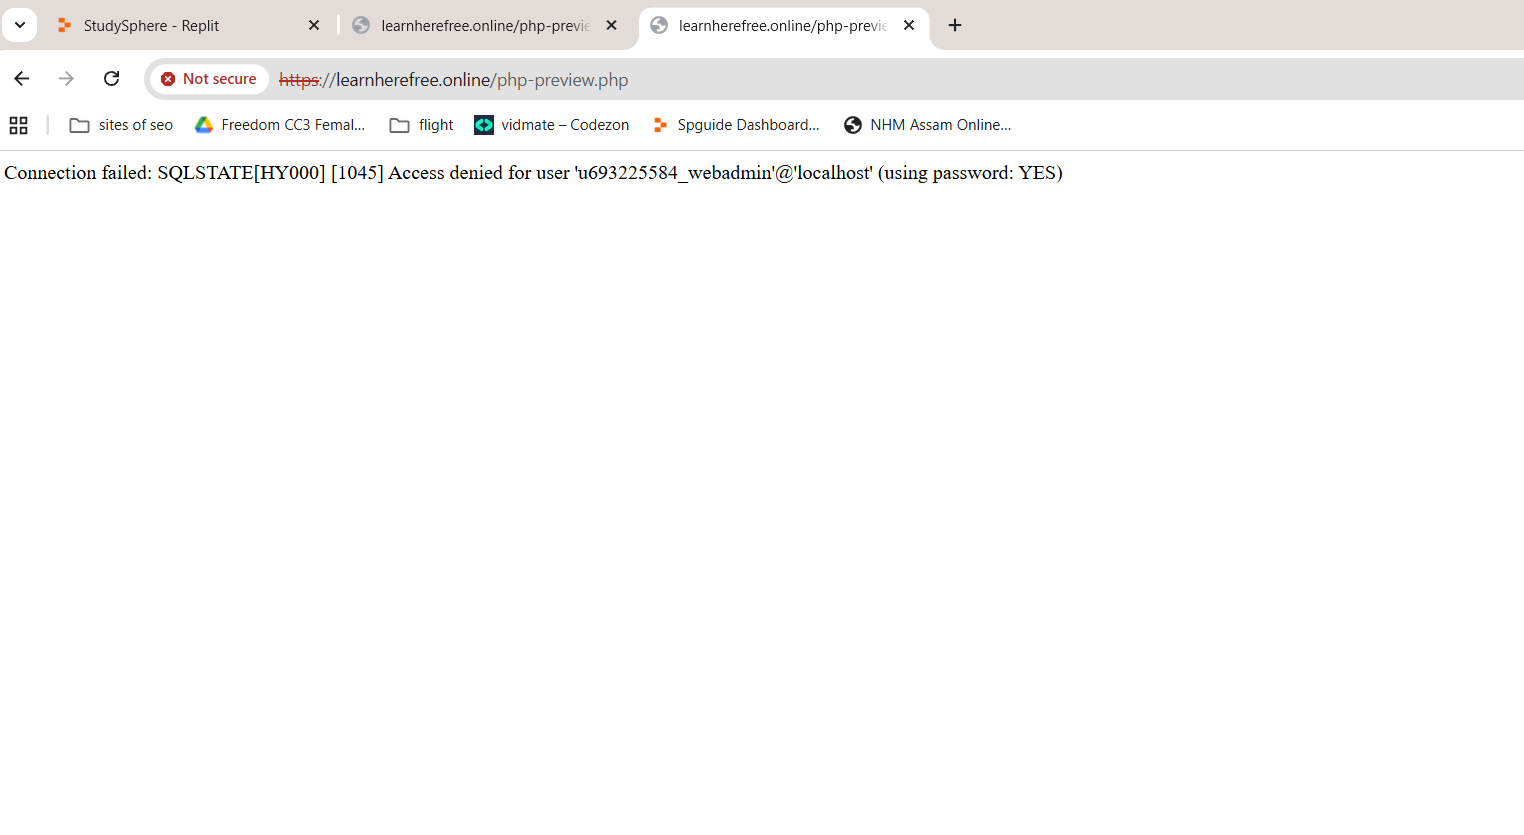 StudySphere - Replit
learnherefree.online/php-previe
learnherefree.online/php-previe
Not secure https://learnherefree.online/php-preview.php
sites of seo Freedom CC3 Femal... flight vidmate – Codezon Spguide Dashboard... NHM Assam Online...
Connection failed: SQLSTATE[HY000] [1045] Access denied for user 'u693225584_webadmin'@'localhost' (using password: YES)